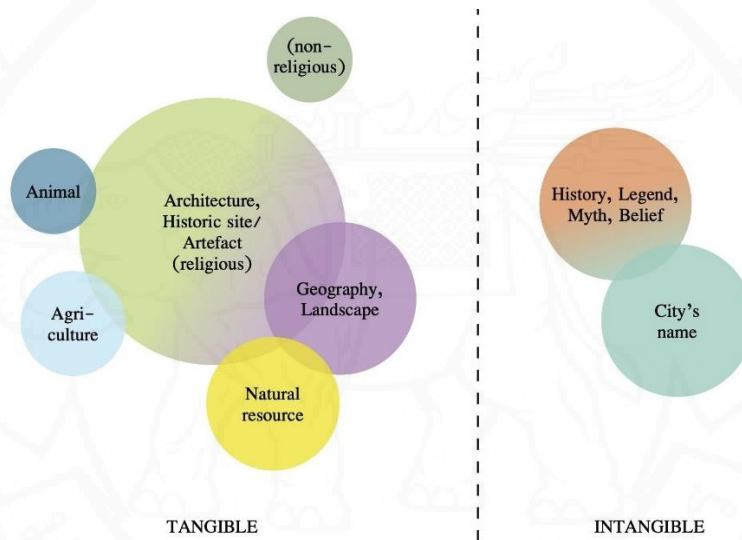 (non-
religious)
Animal
Architecture,
Historic site/
Artefact
(religious)
Geography,
Landscape
Agri-
culture
Natural
resource
TANGIBLE
History, Legend,
Myth, Belief
City's
name
INTANGIBLE